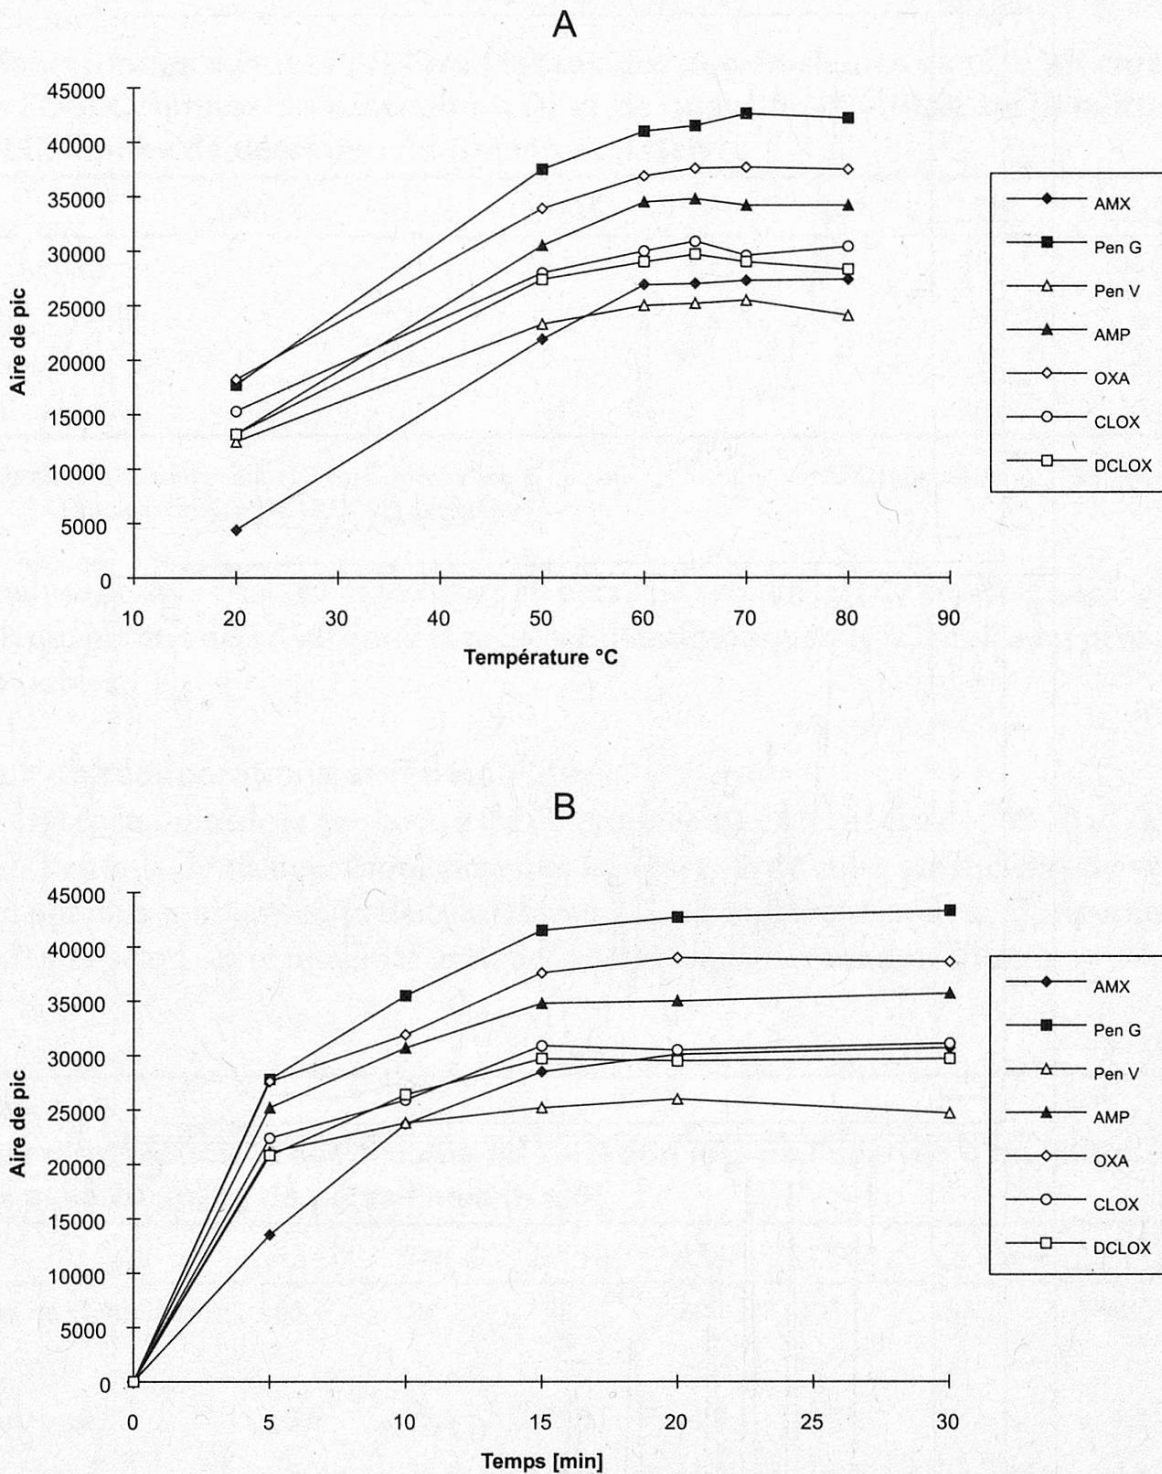 A
45000
40000
35000
30000
25000
20000
15000
10000
5000
0
Aire de pic
10 20 30 40 50 60 70 80 90
Température °C
AMX
Pen G
Pen V
AMP
OXA
CLOX
DCLOX
B
45000
40000
35000
30000
25000
20000
15000
10000
5000
0
Aire de pic
0 5 10 15 20 25 30
Temps [min]
AMX
Pen G
Pen V
AMP
OXA
CLOX
DCLOX